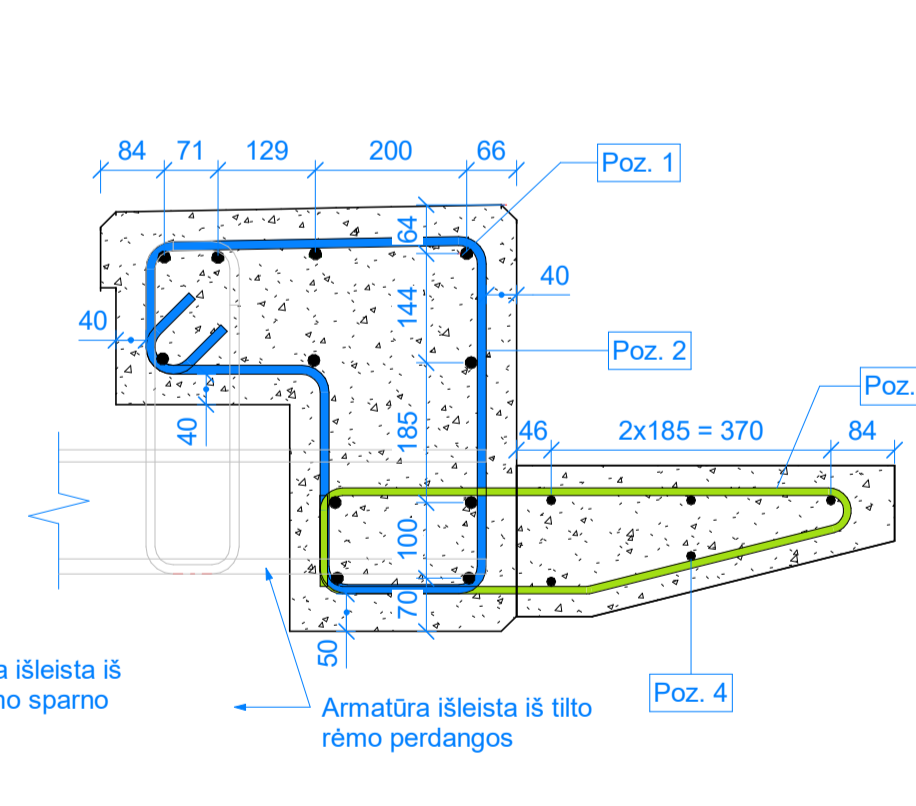 84 71 129 200 66
Poz. 1
64
40
144
40
Poz. 2
Poz.
185
46 2x185 = 370 84
40
100
70
50
Poz. 4
a išleista iš
no sparno
Armatūra išleista iš tilto
rėmo perdangos